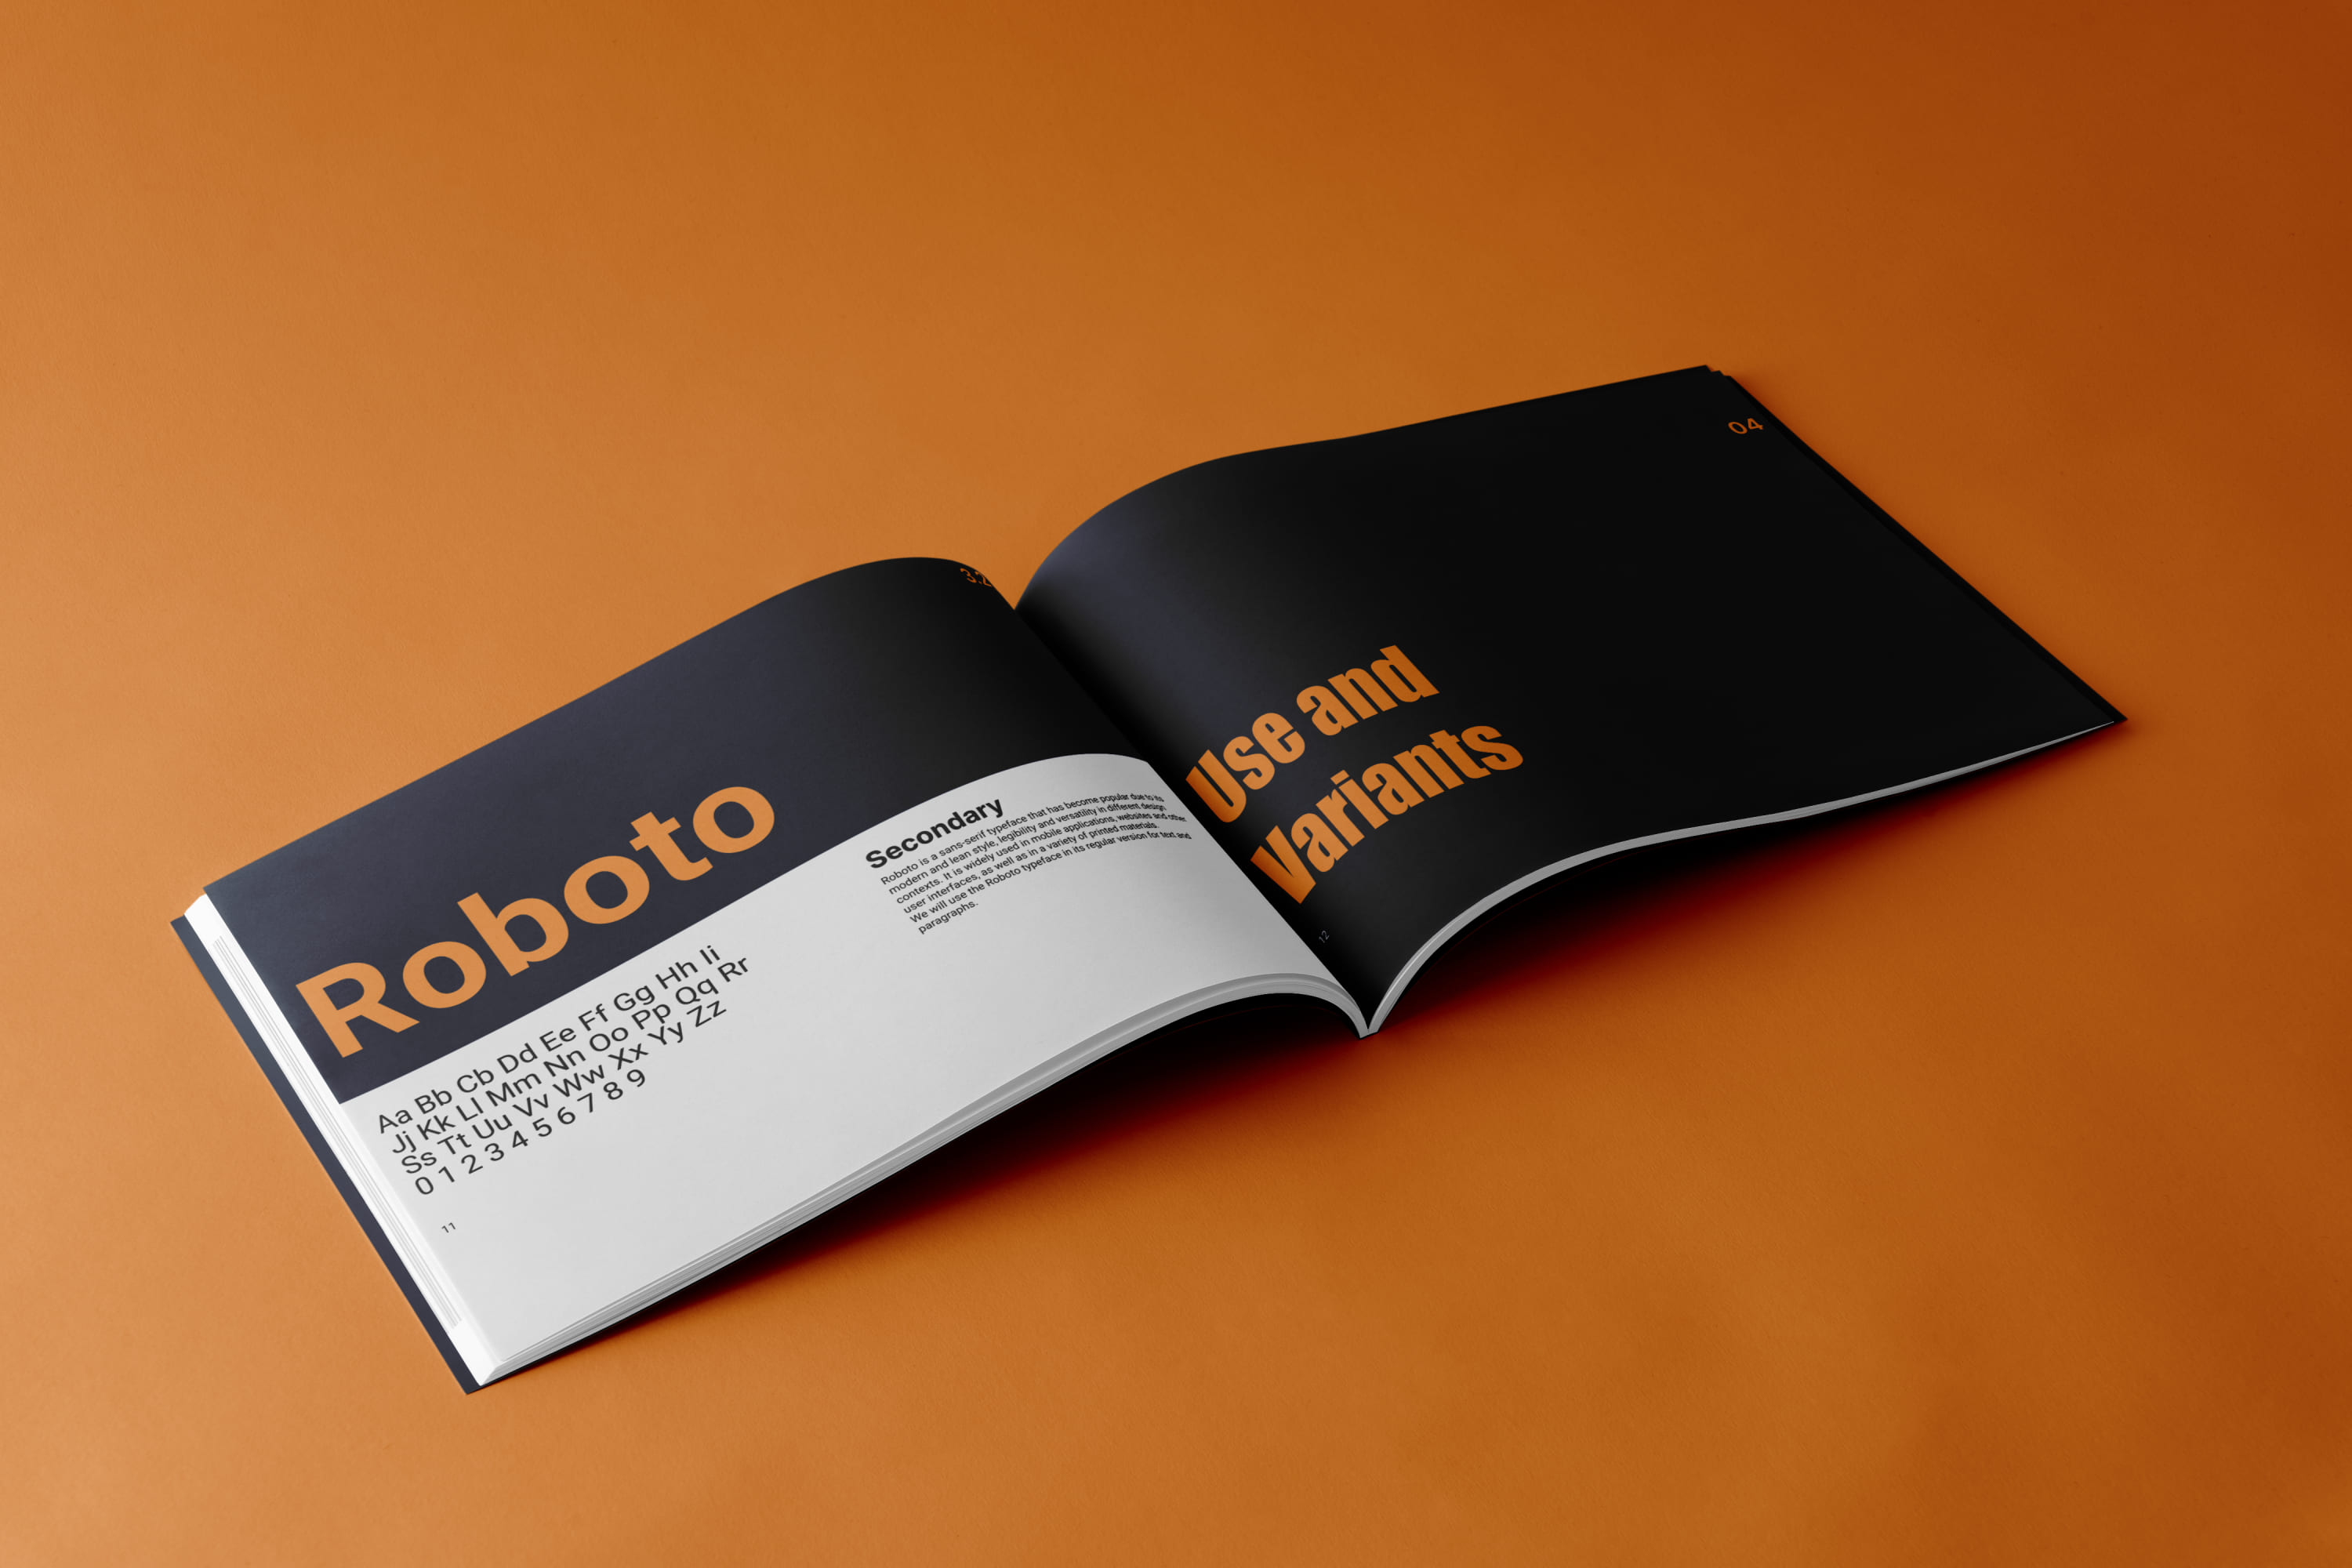 3.2
Roboto
Aa Bb Cb Dd Ee Ff Gg Hh Ii
Jj Kk Ll Mm Nn Oo Pp Qq Rr
Ss Tt Uu Vv Ww Xx Yy Zz
0 1 2 3 4 5 6 7 8 9
Secondary
Roboto is a sans-serif typeface that has become popular due to its
modern and lean style, legibility and versatility in different design
contexts. It is widely used in mobile applications, websites and other
user interfaces, as well as in a variety of printed materials.
We will use the Roboto typeface in its regular version for text and
paragraphs.
11
04
Use and
Variants
12